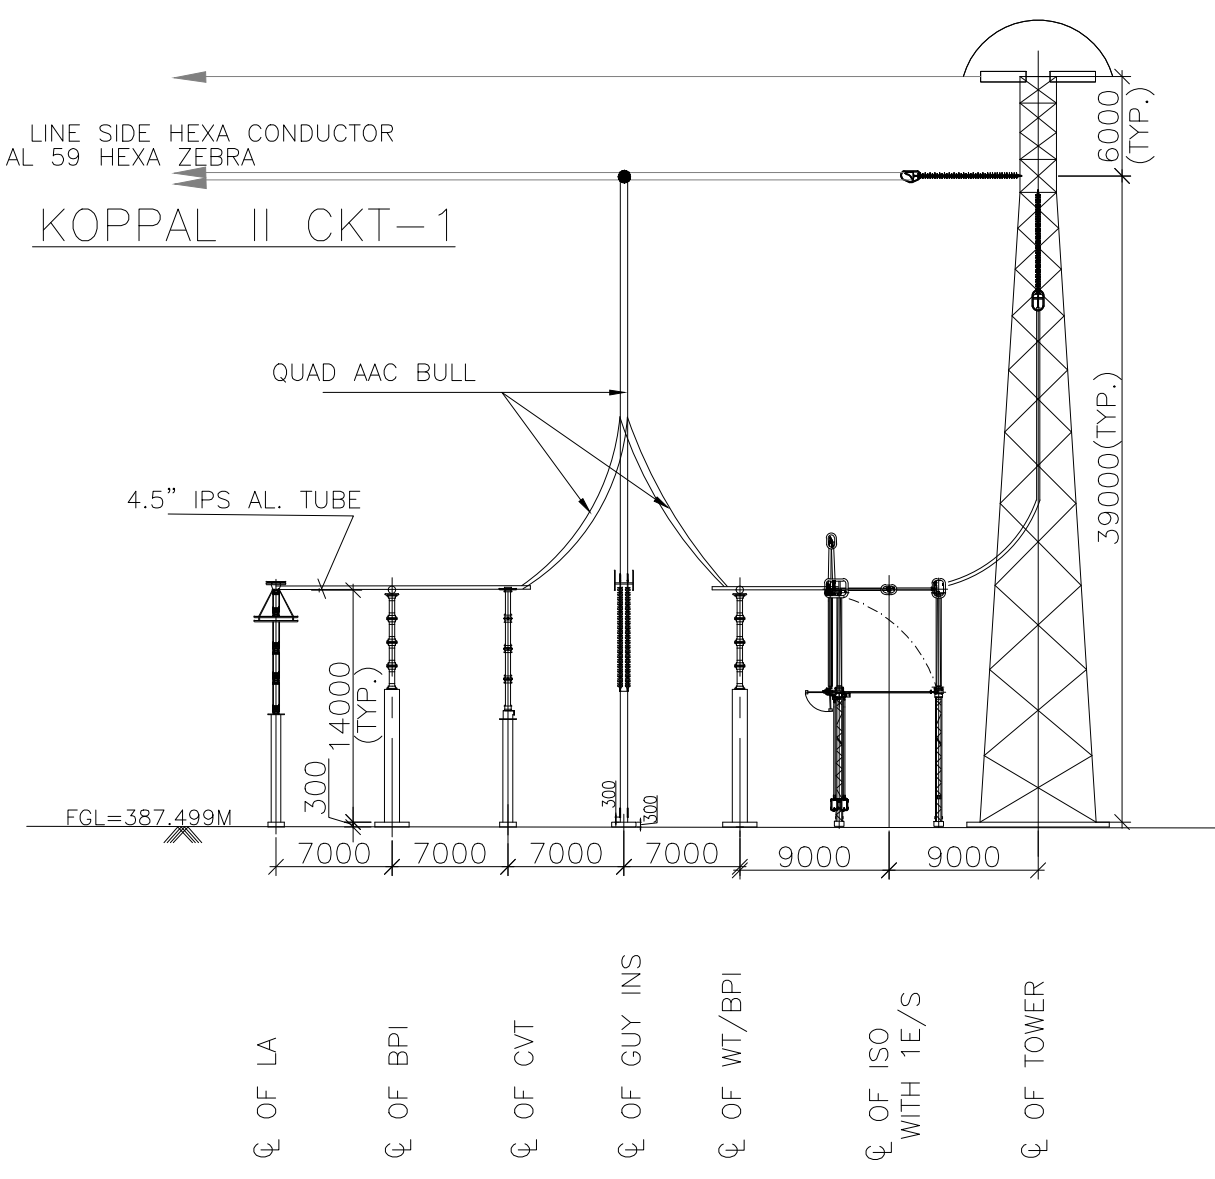 6000
(TYP.)
LINE SIDE HEXA CONDUCTOR
AL 59 HEXA ZEBRA
KOPPAL II CKT-1
QUAD AAC BULL
39000(TYP.)
4.5" IPS AL. TUBE
14000
(TYP.)
300
300
300
FGL=387.499M
7000
7000
7000
7000
9000
9000
℄ OF LA
℄ OF BPI
℄ OF CVT
℄ OF GUY INS
℄ OF WT/BPI
℄ OF ISO
WITH 1E/S
℄ OF TOWER